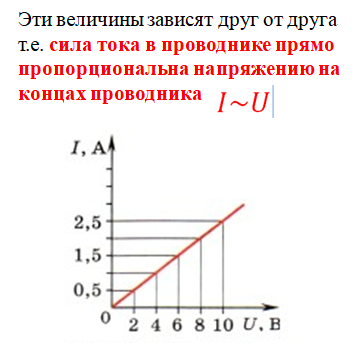 Эти величины зависят друг от друга
т.е. сила тока в проводнике прямо
пропорциональна напряжению на
концах проводника I~U
I, А
2,5
1,5
0,5
0 2 4 6 8 10 U, В